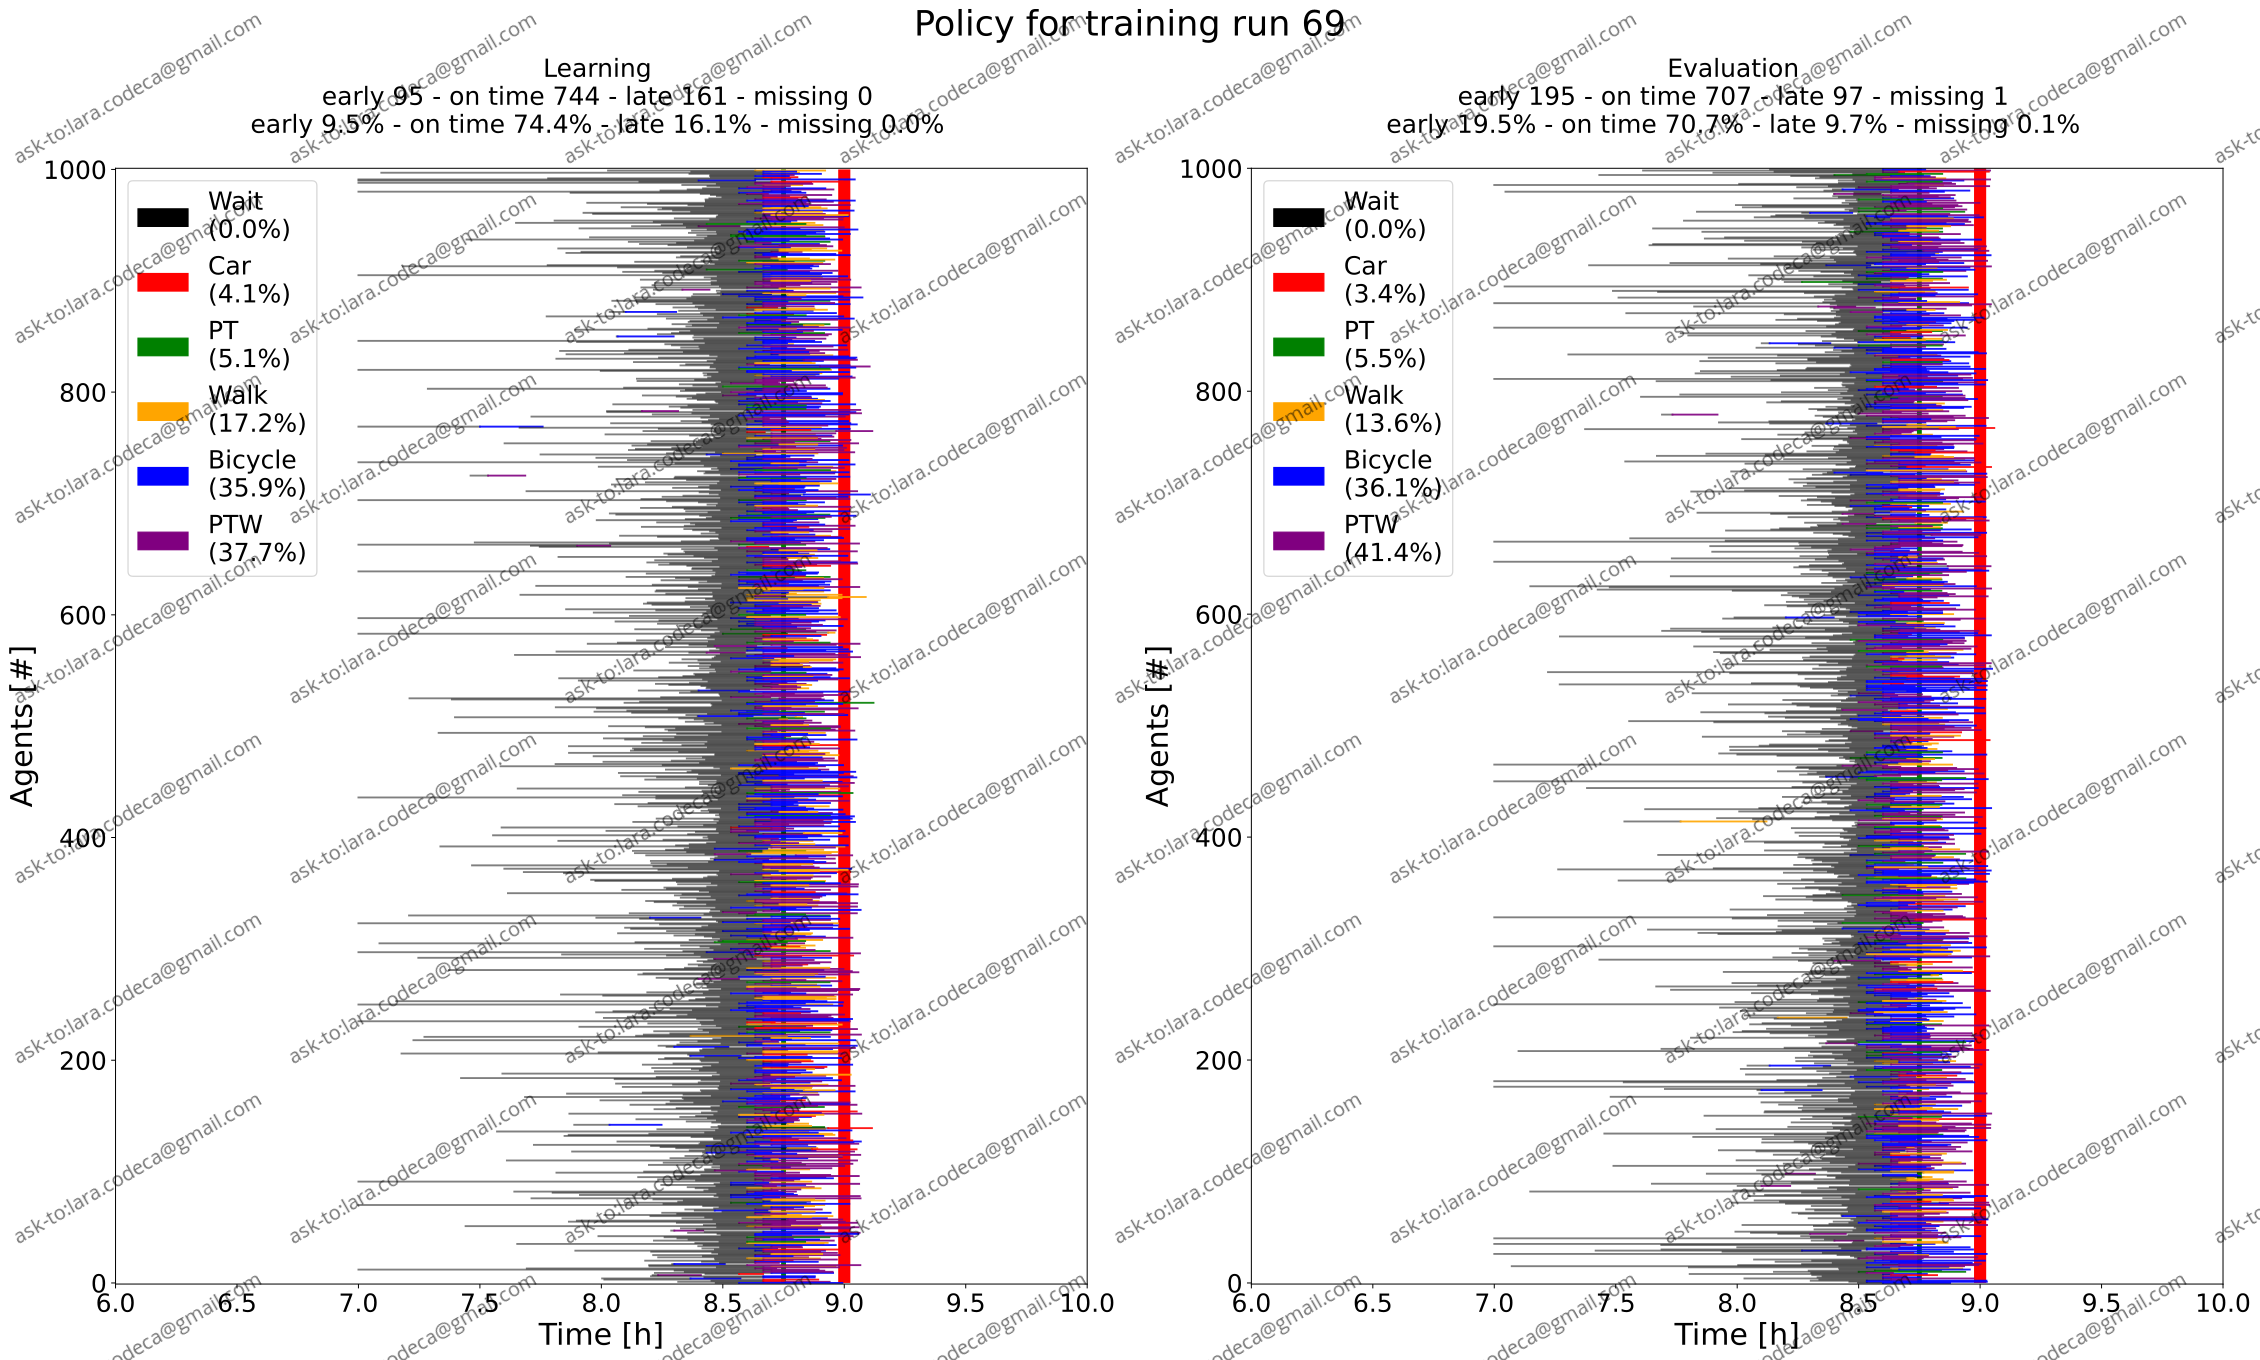 Policy for training run 69
Learning
early 95 - on time 744 - late 161 - missing 0
early 9.5% - on time 74.4% - late 16.1% - missing 0.0%
1000
800
600
400
200
0
Agents [#]
Wait
(0.0%)
Car
(4.1%)
PT
(5.1%)
Walk
(17.2%)
Bicycle
(35.9%)
PTW
(37.7%)
6.0 6.5 7.0 7.5 8.0 8.5 9.0 9.5 10.0
Time [h]
Evaluation
early 195 - on time 707 - late 97 - missing 1
early 19.5% - on time 70.7% - late 9.7% - missing 0.1%
1000
800
600
400
200
0
Agents [#]
Wait
(0.0%)
Car
(3.4%)
PT
(5.5%)
Walk
(13.6%)
Bicycle
(36.1%)
PTW
(41.4%)
6.0 6.5 7.0 7.5 8.0 8.5 9.0 9.5 10.0
Time [h]
ask-to:lara.codeca@gmail.com